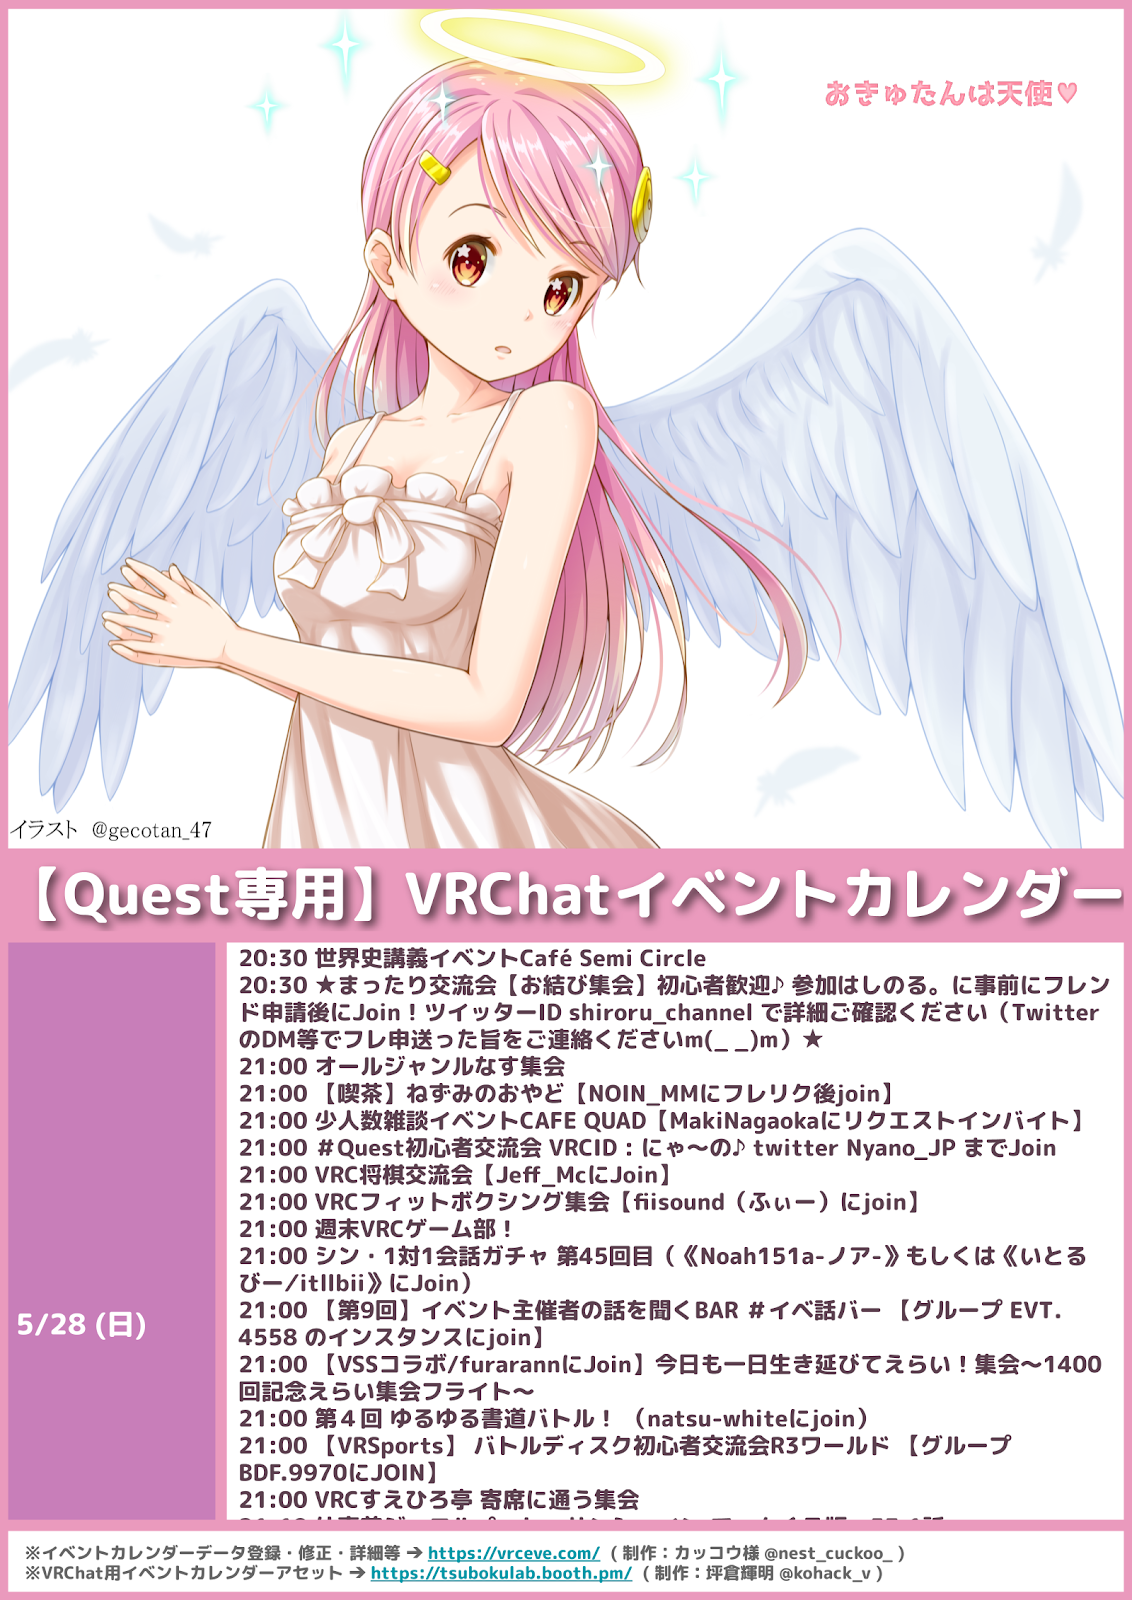 おきゅたんは天使♥
イラスト @gecotan_47
【Quest専用】VRChatイベントカレンダー
5/28 (日)
20:30 世界史講義イベントCafé Semi Circle
20:30 ★まったり交流会【お結び集会】初心者歓迎♪ 参加はしのる。に事前にフレン
ド申請後にJoin！ツイッターID shiroru_channel で詳細ご確認ください（Twitter
のDM等でフレ申送った旨をご連絡くださいm(_ _)m）★
21:00 オールジャンルなす集会
21:00 【喫茶】ねずみのおやど【NOIN_MMにフレリク後join】
21:00 少人数雑談イベントCAFE QUAD【MakiNagaokaにリクエストインバイト】
21:00 ＃Quest初心者交流会 VRCID：にゃ～の♪ twitter Nyano_JP までJoin
21:00 VRC将棋交流会【Jeff_McにJoin】
21:00 VRCフィットボクシング集会【fiisound（ふぃー）にjoin】
21:00 週末VRCゲーム部！
21:00 シン・1対1会話ガチャ 第45回目（《Noah151a-ノア-》もしくは《いとる
びー/itllbii》にJoin）
21:00 【第9回】イベント主催者の話を聞くBAR ＃イベ話バー 【グループ EVT.
4558 のインスタンスにjoin】
21:00 【VSSコラボ/furarannにJoin】今日も一日生き延びてえらい！集会～1400
回記念えらい集会フライト～
21:00 第４回 ゆるゆる書道バトル！ （natsu-whiteにjoin）
21:00 【VRSports】 バトルディスク初心者交流会R3ワールド 【グループ
BDF.9970にJOIN】
21:00 VRCすえひろ亭 寄席に通う集会
※イベントカレンダーデータ登録・修正・詳細等 ➔ https://vrceve.com/ （制作：カッコウ様 @nest_cuckoo_）
※VRChat用イベントカレンダーアセット ➔ https://tsubokulab.booth.pm/ （制作：坪倉輝明 @kohack_v）